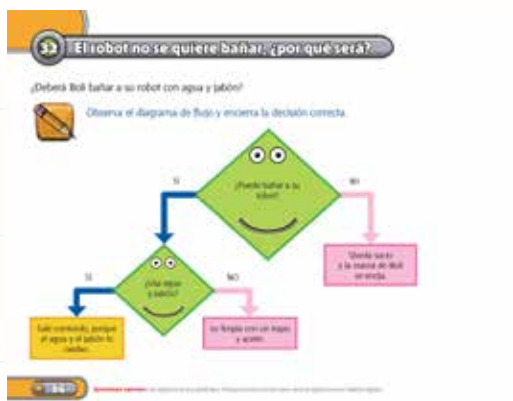 32 El robot no se quiere bañar, ¿por qué será?
¿Deberá Boli bañar a su robot con agua y jabón?
Observa el diagrama de flujo y encierra la decisión correcta.
¿Puede bañar a su
robot?
SÍ
NO
Queda sucio
y la mamá de Boli
se enoja.
¿Usa agua
y jabón?
SÍ
NO
Sale corriendo, porque
el agua y el jabón lo
Lo limpia con un trapo
y aceite.